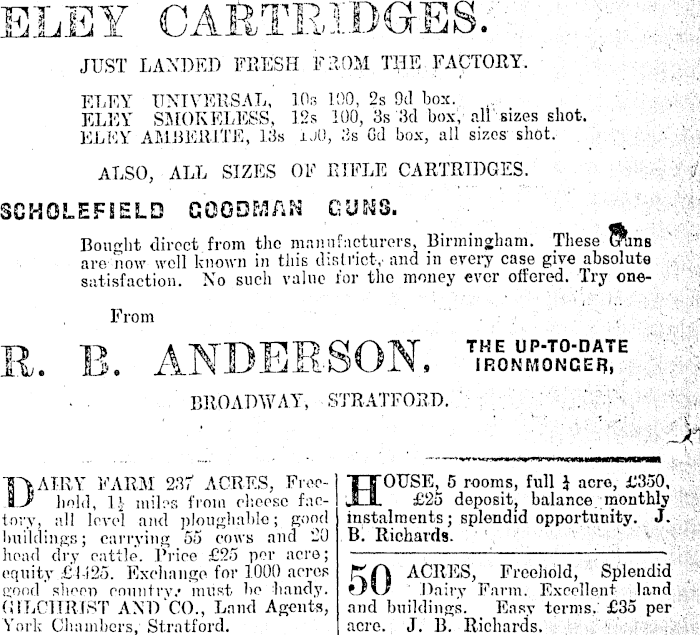 ELEY CARTRIDGES.
JUST LANDED FRESH FROM THE FACTORY.
ELEY UNIVERSAL, 10s 100, 2s 9d box.
ELEY SMOKELESS, 12s 100, 3s 3d box, all sizes shot.
ELEY AMBERITE, 13s 100, 3s 6d box, all sizes shot.
ALSO, ALL SIZES OF RIFLE CARTRIDGES.
SCHOLEFIELD GOODMAN GUNS.
Bought direct from the manufacturers, Birmingham. These Guns
are now well known in this district, and in every case give absolute
satisfaction. No such value for the money ever offered. Try one-
From
R. B. ANDERSON, THE UP-TO-DATE
IRONMONGER,
BROADWAY, STRATFORD.
DAIRY FARM 237 ACRES, Free-
hold, 1½ miles from cheese fac-
tory, all level and ploughable; good
buildings; carrying 55 cows and 20
head dry cattle. Price £25 per acre;
equity £4425. Exchange for 1000 acres
good sheep country, must be handy.
GILCHRIST AND CO., Land Agents,
York Chambers, Stratford.
HOUSE, 5 rooms, full ¼ acre, £350,
£25 deposit, balance monthly
instalments; splendid opportunity. J.
B. Richards.
50 ACRES, Freehold, Splendid
Dairy Farm. Excellent land
and buildings. Easy terms. £35 per
acre. J. B. Richards.